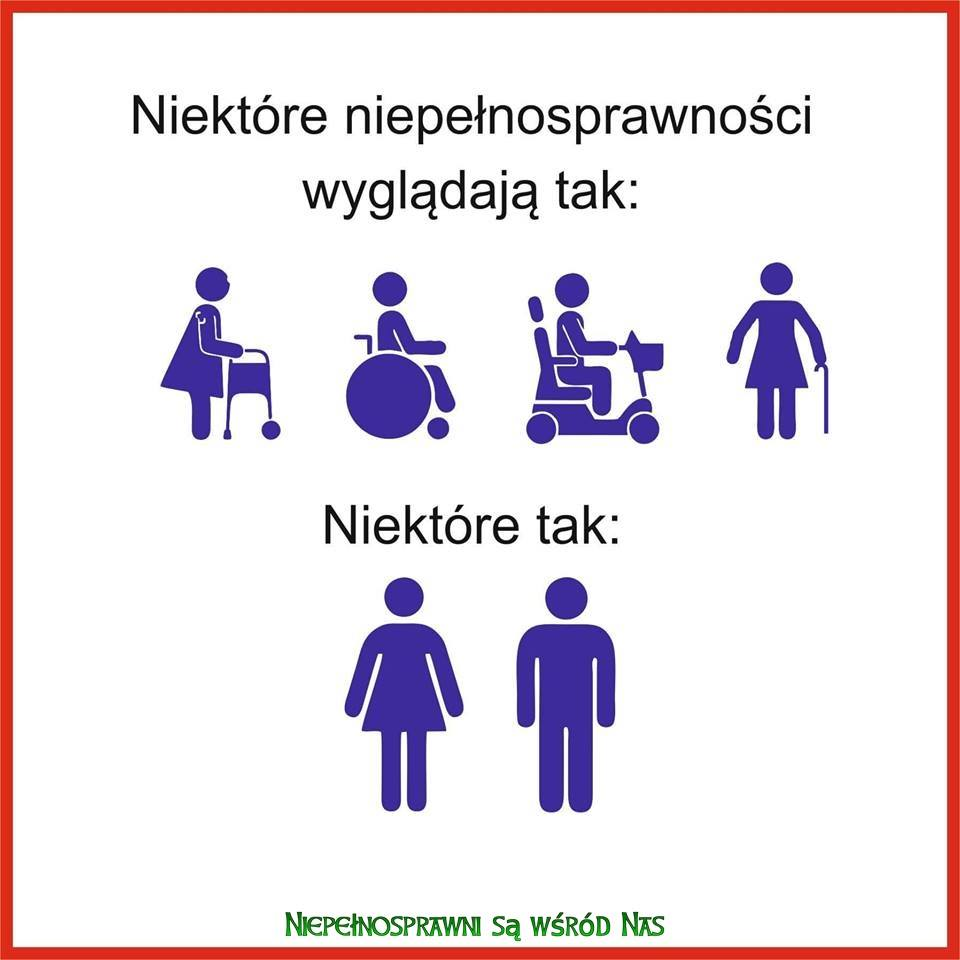 Niektóre niepełnosprawności
wyglądają tak:
Niektóre tak:
Niepełnosprawni są wśród Nas